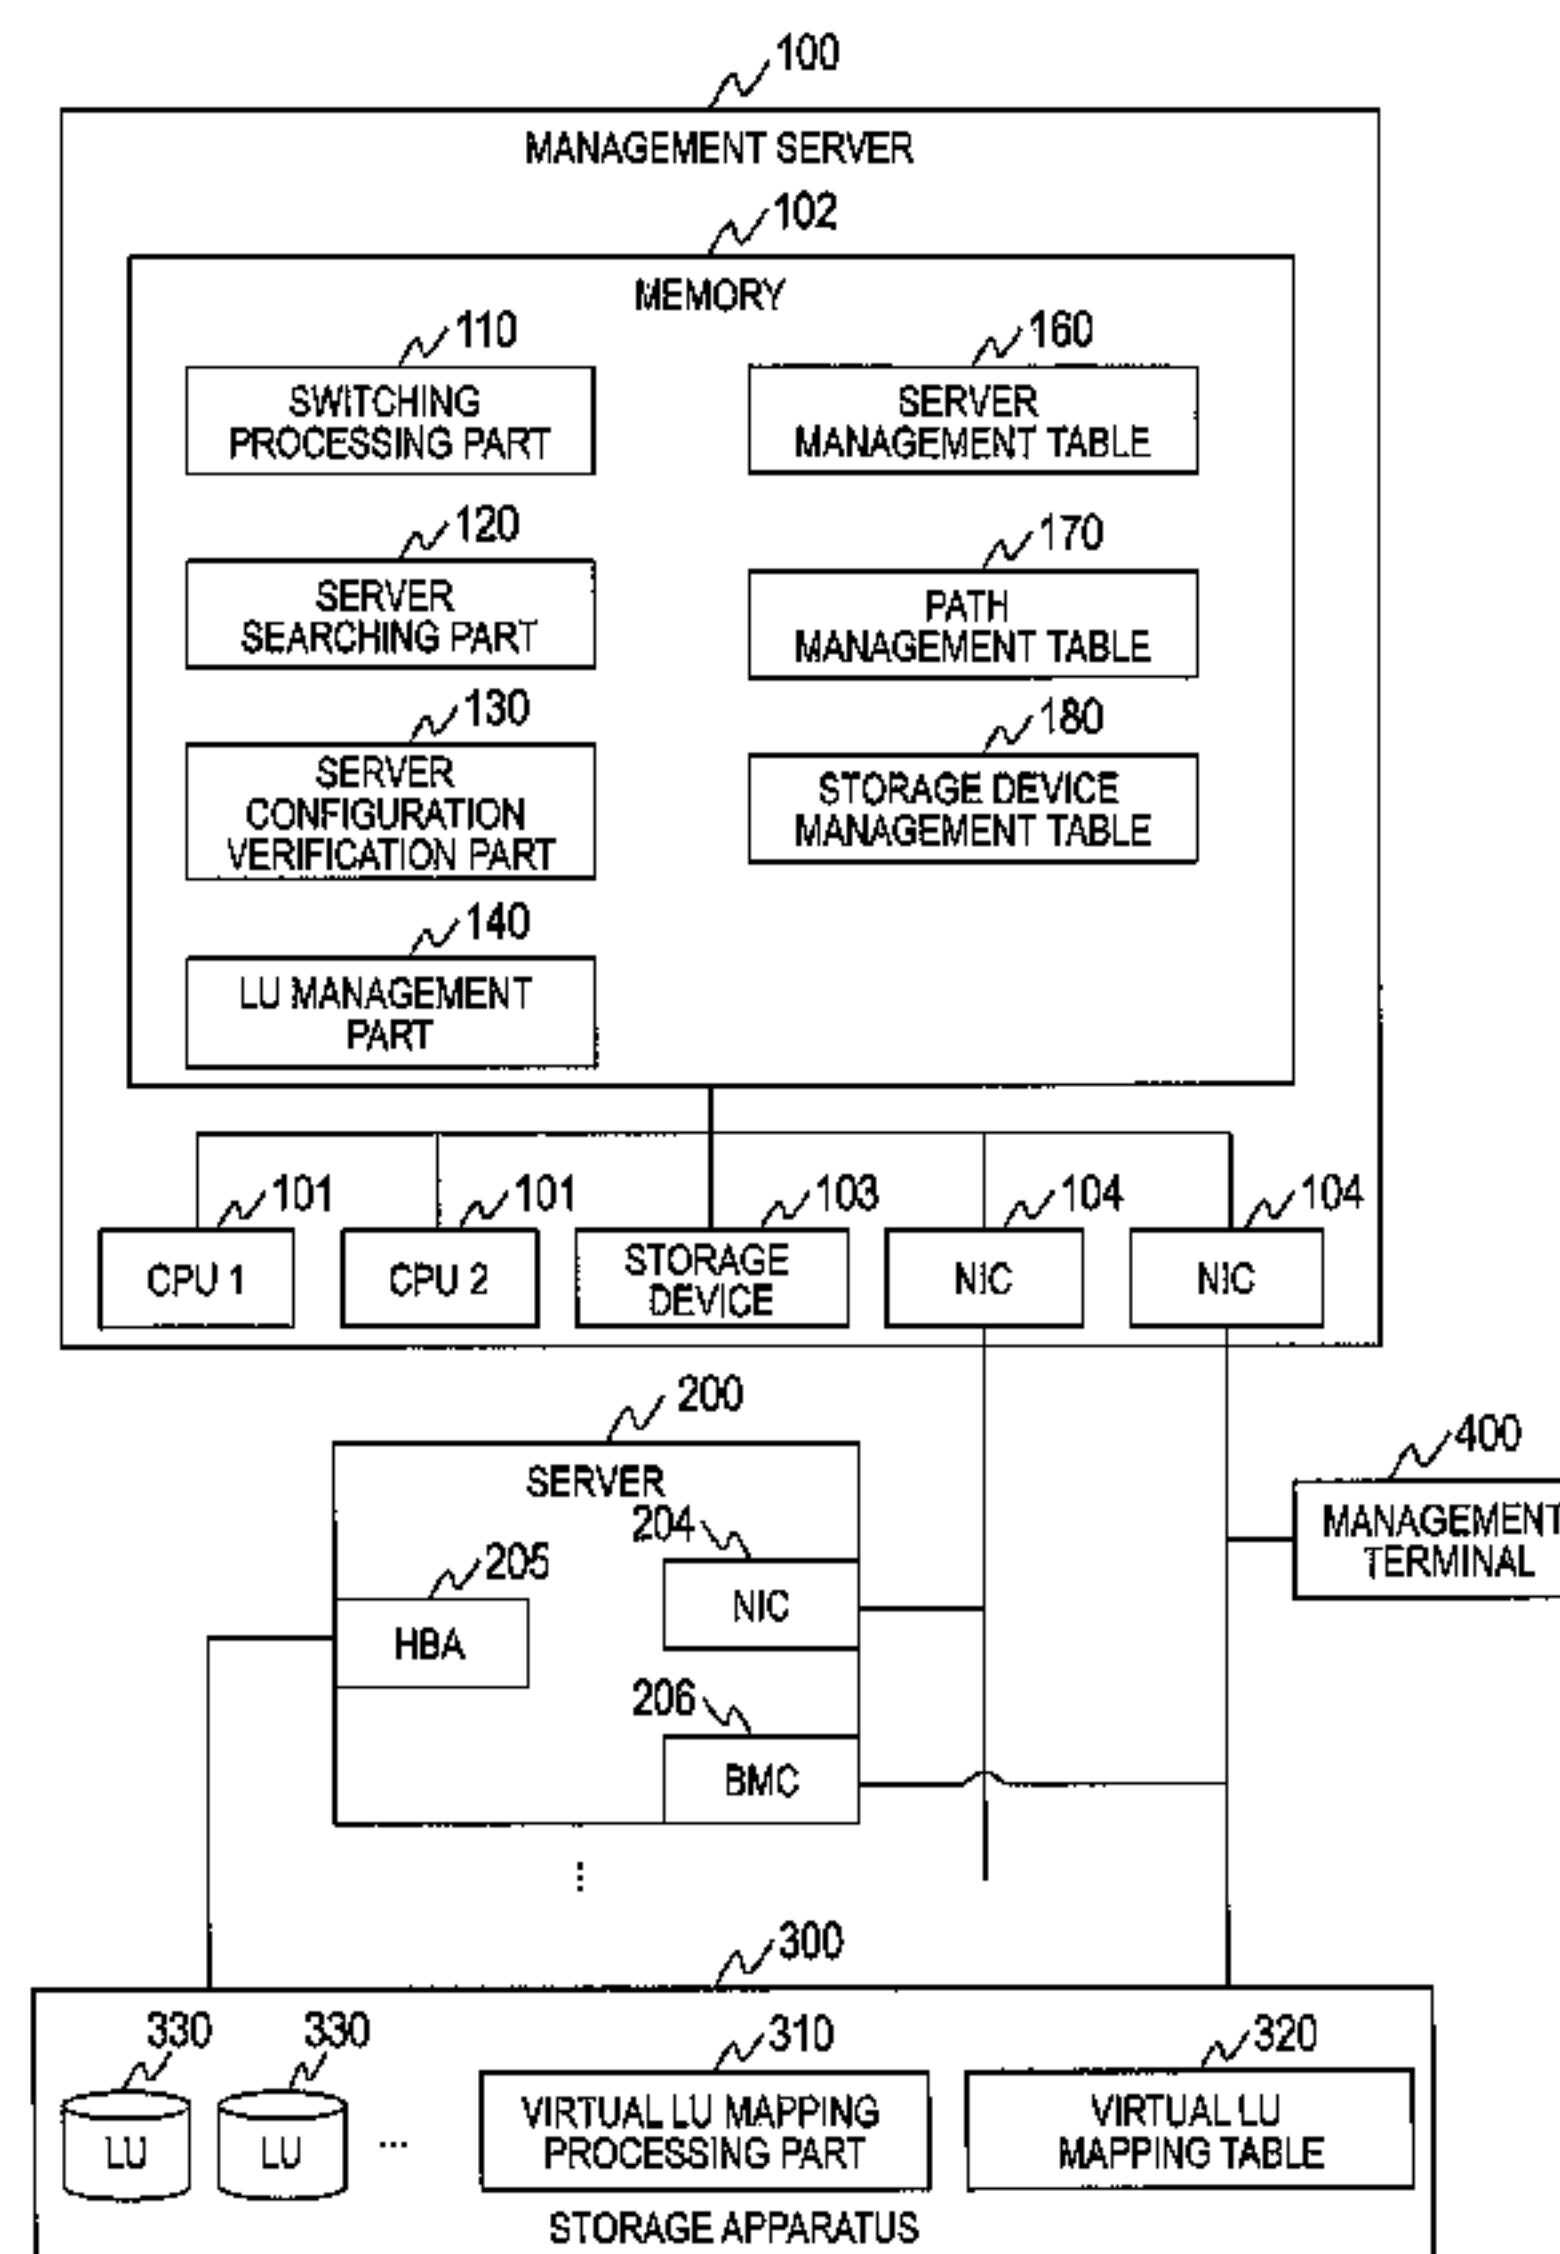 100
MANAGEMENT SERVER
102
MEMORY
110
SWITCHING
PROCESSING PART
160
SERVER
MANAGEMENT TABLE
120
SERVER
SEARCHING PART
170
PATH
MANAGEMENT TABLE
130
SERVER
CONFIGURATION
VERIFICATION PART
180
STORAGE DEVICE
MANAGEMENT TABLE
140
LU MANAGEMENT
PART
101
CPU 1
101
CPU 2
103
STORAGE
DEVICE
104
NIC
104
NIC
200
SERVER
204
NIC
205
HBA
206
BMC
400
MANAGEMENT
TERMINAL
⋮
300
330
LU
330
LU
...
310
VIRTUAL LU MAPPING
PROCESSING PART
320
VIRTUAL LU
MAPPING TABLE
STORAGE APPARATUS